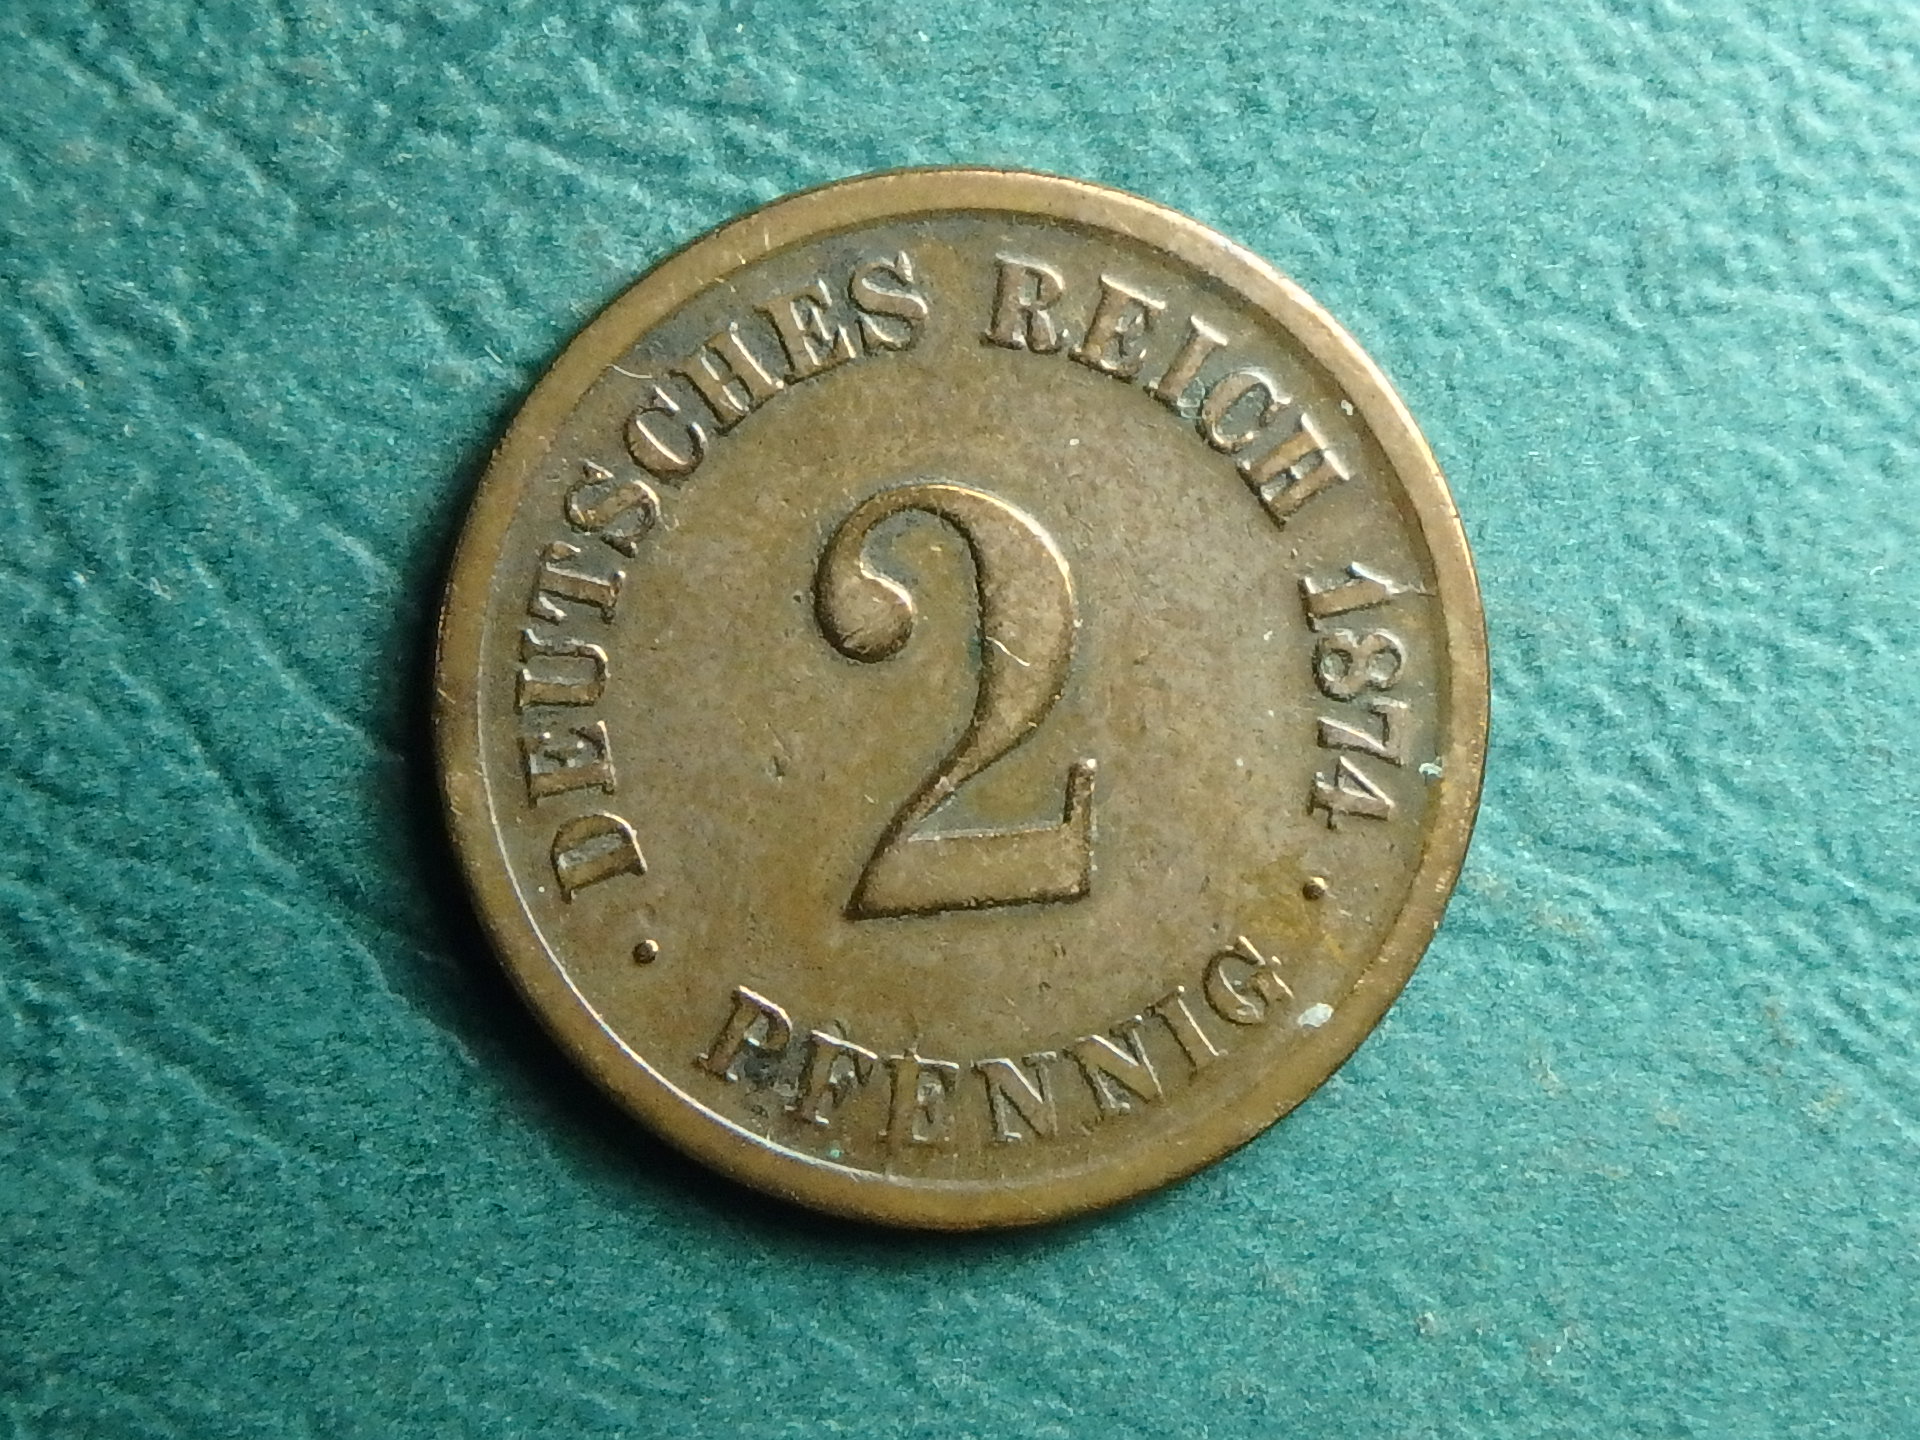 DEUTSCHES REICH 1874
2
PFENNIG